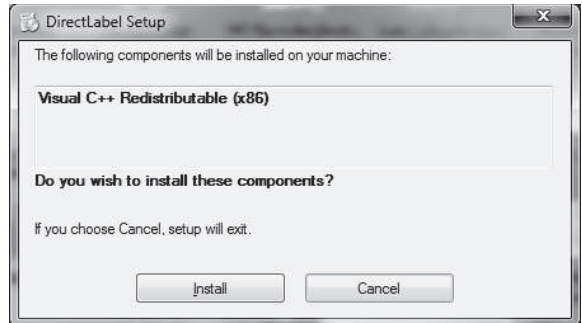 DirectLabel Setup
The following components will be installed on your machine:
Visual C++ Redistributable (x86)
Do you wish to install these components?
If you choose Cancel, setup will exit.
Install
Cancel